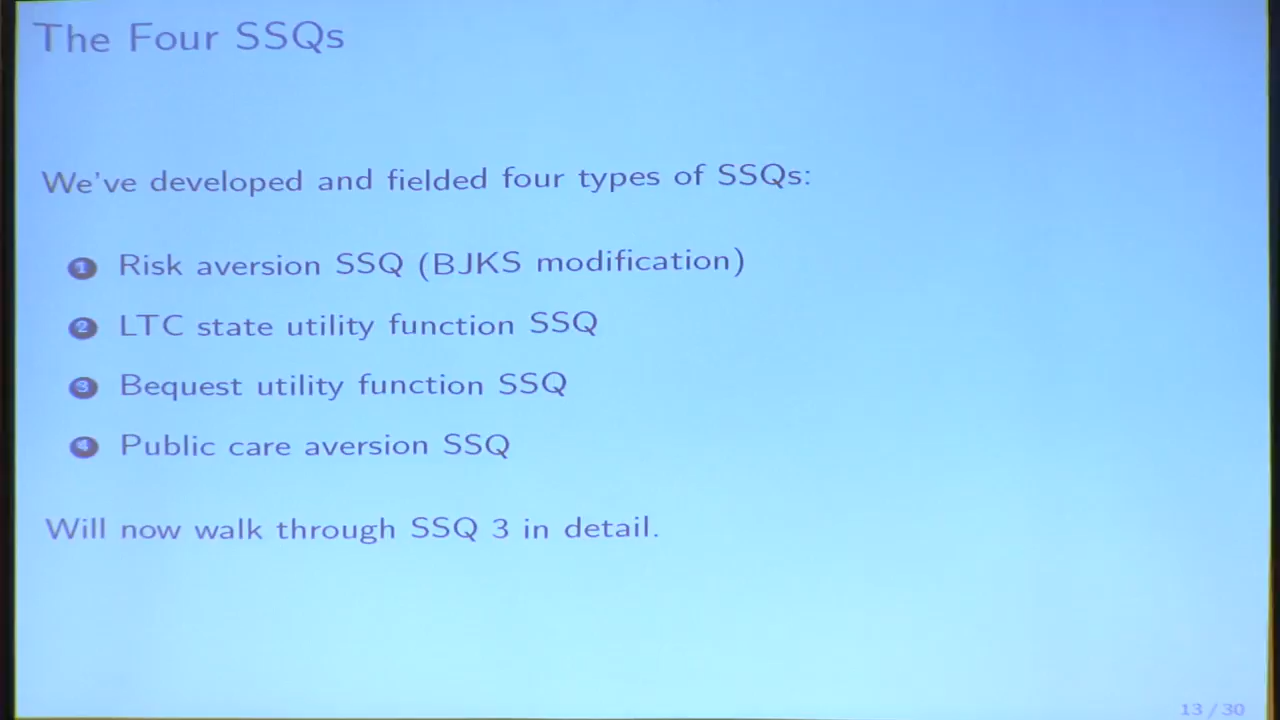 The Four SSQs
We've developed and fielded four types of SSQs:
1 Risk aversion SSQ (BJKS modification)
2 LTC state utility function SSQ
3 Bequest utility function SSQ
4 Public care aversion SSQ
Will now walk through SSQ 3 in detail.
13 / 30